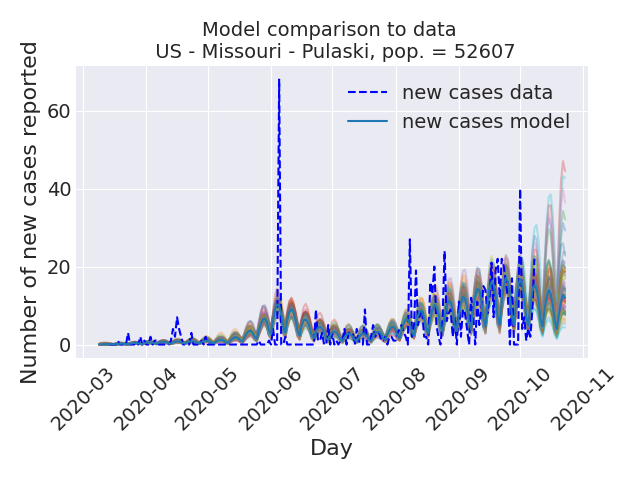 Model comparison to data
US - Missouri - Pulaski, pop. = 52607
Number of new cases reported
60
40
20
0
new cases data
new cases model
2020-03
2020-04
2020-05
2020-06
2020-07
2020-08
2020-09
2020-10
2020-11
Day